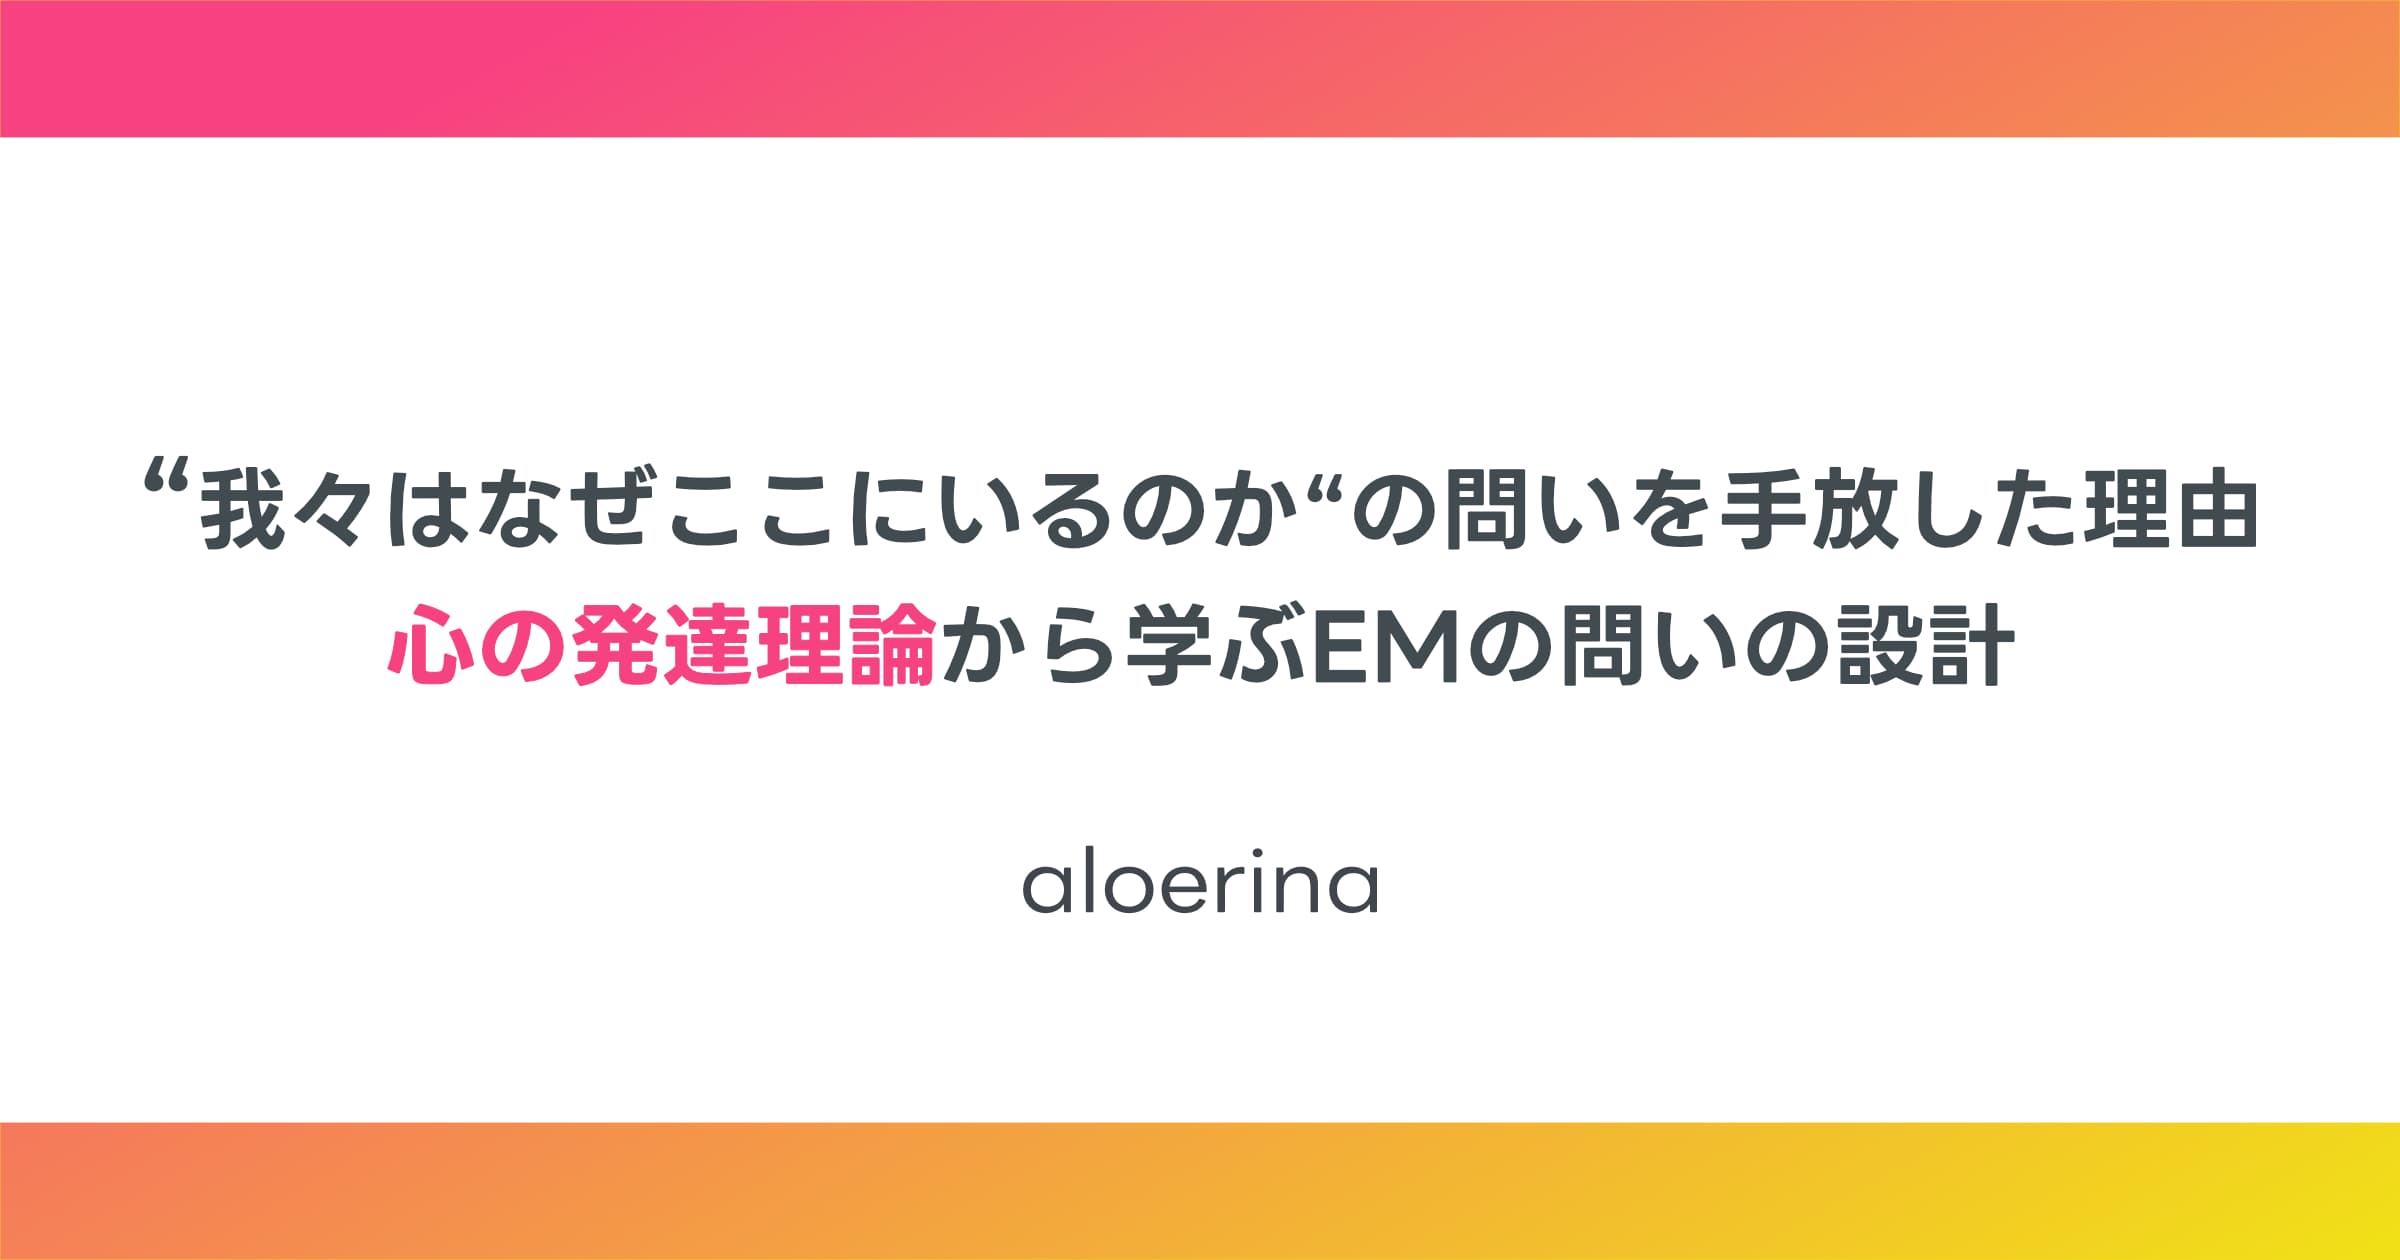 “我々はなぜここにいるのか“の問いを手放した理由
心の発達理論から学ぶEMの問いの設計
aloerina